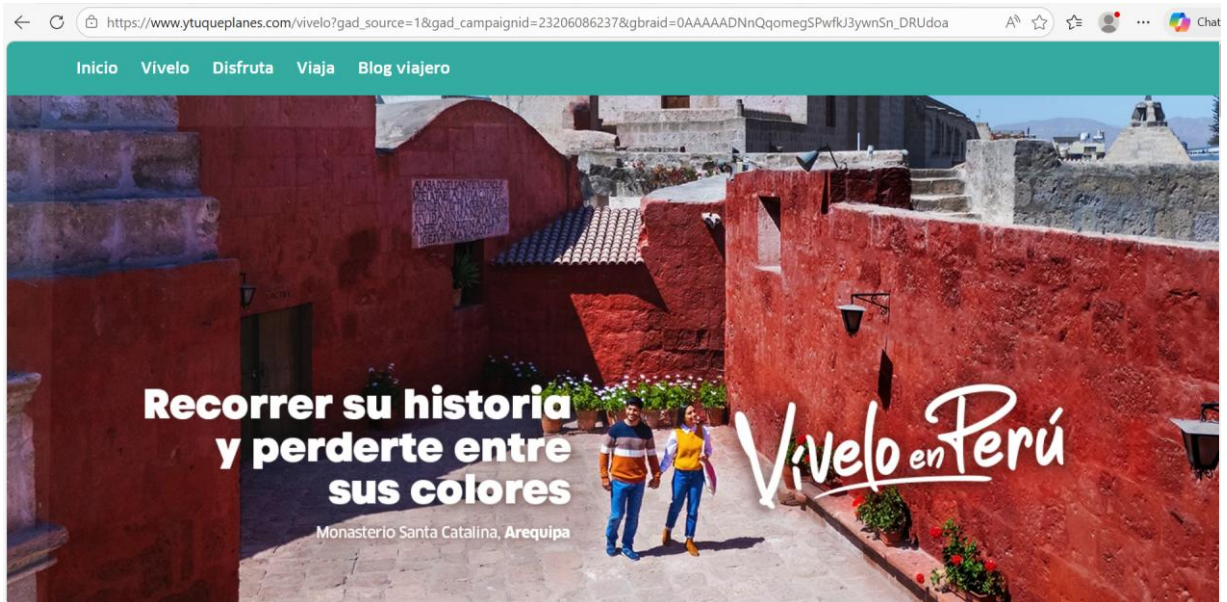 https://www.ytuqueplanes.com/vivelo?gad_source=1&gad_campaignid=23206086237&gbraid=0AAAAADNnQqomegSPwfkJ3ywnSn_DRUdoa
Chat
Inicio Vívelo Disfruta Viaja Blog viajero
Recorrer su historia
y perderte entre
sus colores
Monasterio Santa Catalina, Arequipa
Vívelo en Perú